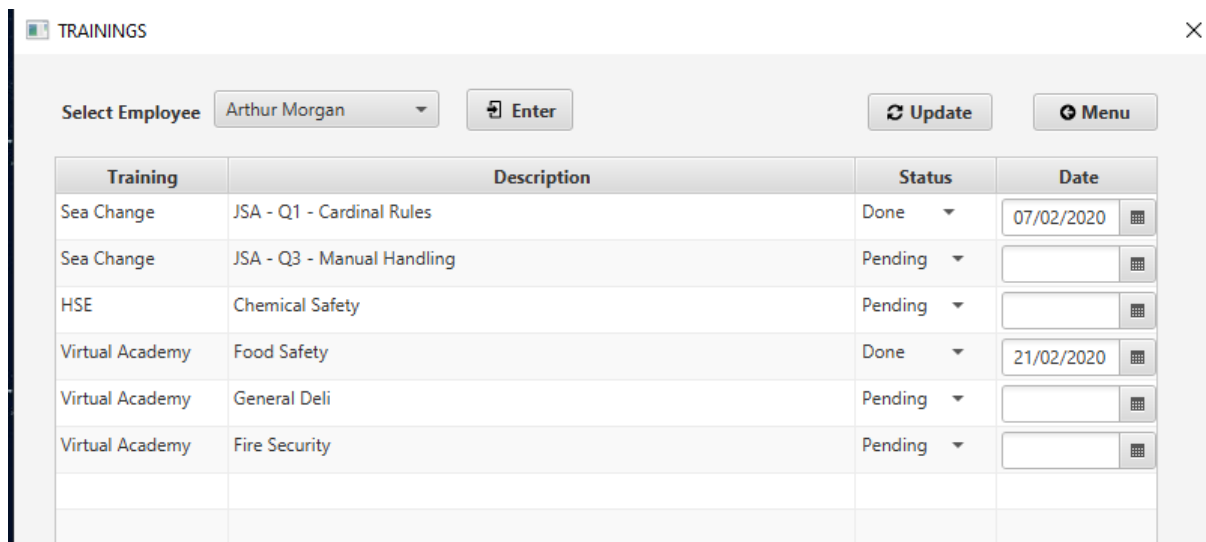 TRAININGS
Select Employee Arthur Morgan Enter Update Menu
Training Description Status Date
Sea Change JSA - Q1 - Cardinal Rules Done 07/02/2020
Sea Change JSA - Q3 - Manual Handling Pending
HSE Chemical Safety Pending
Virtual Academy Food Safety Done 21/02/2020
Virtual Academy General Deli Pending
Virtual Academy Fire Security Pending